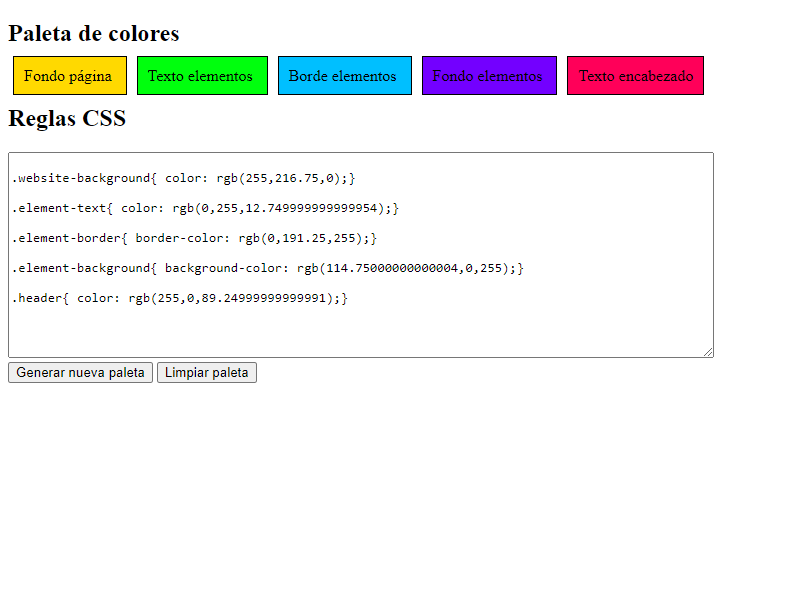 Paleta de colores
Fondo página Texto elementos Borde elementos Fondo elementos Texto encabezado
Reglas CSS
.website-background{ color: rgb(255,216.75,0);}
.element-text{ color: rgb(0,255,12.749999999999954);}
.element-border{ border-color: rgb(0,191.25,255);}
.element-background{ background-color: rgb(114.75000000000004,0,255);}
.header{ color: rgb(255,0,89.24999999999991);}
Generar nueva paleta Limpiar paleta